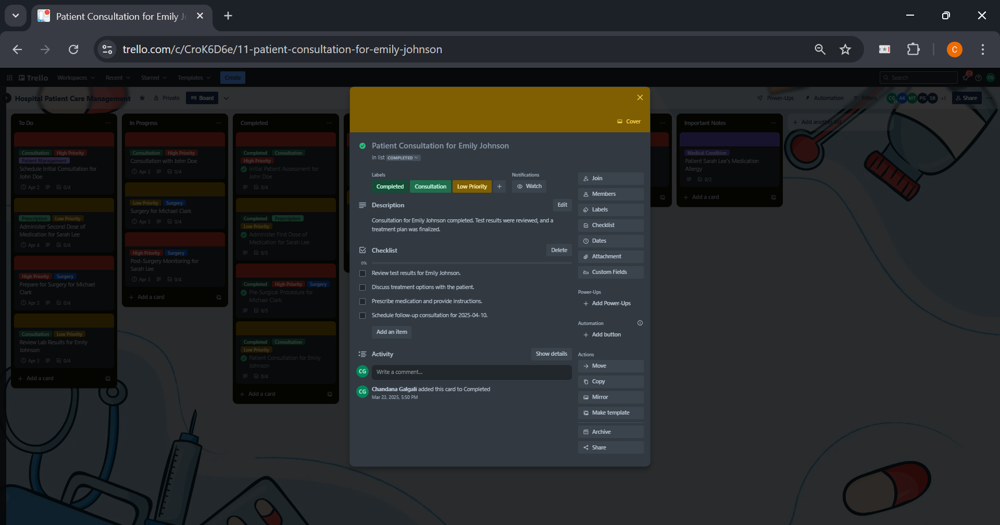 Patient Consultation for Emily J
trello.com/c/CroK6D6e/11-patient-consultation-for-emily-johnson
C
Trello
Workspaces
Recent
Starred
Templates
Create
Search
2
CG
Hospital Patient Care Management
Private
Board
Power-Ups
Automation
Filters
CG
AK
MT
PG
SB
+1
Share
To Do
Consultation
High Priority
Patient Management
Schedule Initial Consultation for
John Doe
Apr 2
0/4
Prescription
Low Priority
Administer Second Dose of
Medication for Sarah Lee
Apr 4
0/4
High Priority
Surgery
Prepare for Surgery for Michael
Clark
Apr 3
0/4
Consultation
Low Priority
Review Lab Results for Emily
Johnson
Apr 3
0/4
Add a card
In Progress
Consultation
High Priority
Consultation with John Doe
Apr 2
0/4
Low Priority
Surgery
Surgery for Michael Clark
Apr 3
0/4
High Priority
Surgery
Post-Surgery Monitoring for
Sarah Lee
Apr 3
0/4
Add a card
Completed
Completed
Consultation
High Priority
Initial Patient Assessment for
John Doe
0/4
Completed
Prescription
Low Priority
Administer First Dose of
Medication for Sarah Lee
0/5
Completed
High Priority
Surgery
Pre-Surgical Procedure for
Michael Clark
0/5
Completed
Consultation
Low Priority
Patient Consultation for Emily
Johnson
0/4
Add a card
Cover
Patient Consultation for Emily Johnson
in list COMPLETED
Labels
Completed
Consultation
Low Priority
Notifications
Watch
Description
Edit
Consultation for Emily Johnson completed. Test results were reviewed, and a
treatment plan was finalized.
Checklist
Delete
0%
Review test results for Emily Johnson.
Discuss treatment options with the patient.
Prescribe medication and provide instructions.
Schedule follow-up consultation for 2025-04-10.
Add an item
Activity
Show details
CG
Write a comment...
CG
Chandana Galgali added this card to Completed
Mar 23, 2025, 5:50 PM
Join
Members
Labels
Checklist
Dates
Attachment
Custom Fields
Power-Ups
Add Power-Ups
Automation
Add button
Actions
Move
Copy
Mirror
Make template
Archive
Share
Important Notes
Medical Condition
Patient Sarah Lee's Medication
Allergy
0/2
Add a card
Add another list